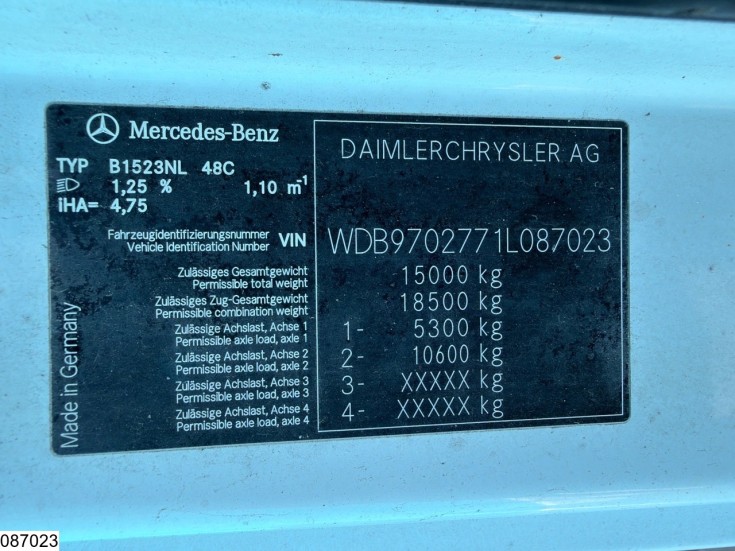 Mercedes-Benz
TYP B1523NL 48C
1,25 % 1,10 m⁻¹
iHA= 4,75
Fahrzeugidentifizierungsnummer
Vehicle Identification Number VIN
Zulässiges Gesamtgewicht
Permissible total weight
Zulässiges Zug-Gesamtgewicht
Permissible combination weight
Zulässige Achslast, Achse 1
Permissible axle load, axle 1
Zulässige Achslast, Achse 2
Permissible axle load, axle 2
Zulässige Achslast, Achse 3
Permissible axle load, axle 3
Zulässige Achslast, Achse 4
Permissible axle load, axle 4
Made in Germany
DAIMLERCHRYSLER AG
WDB9702771L087023
15000 kg
18500 kg
1- 5300 kg
2- 10600 kg
3- XXXXX kg
4- XXXXX kg
087023